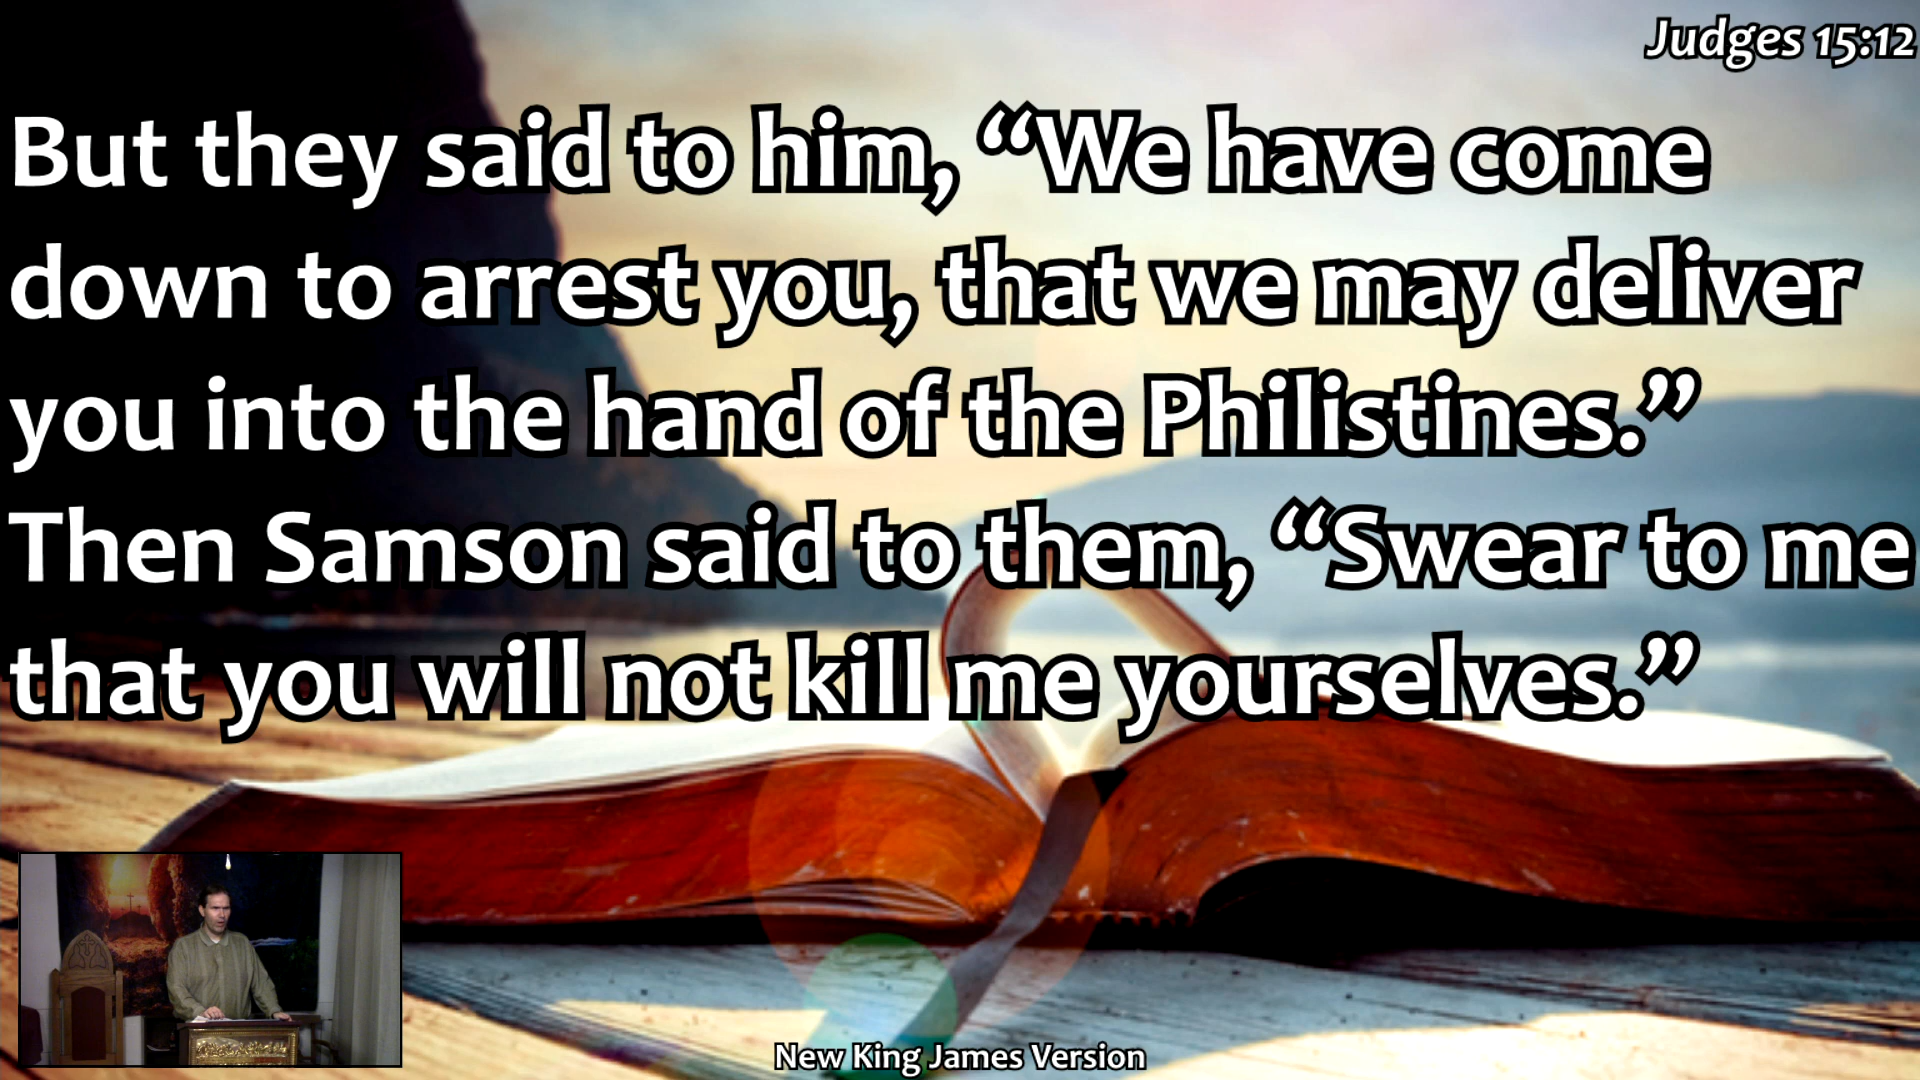 Judges 15:12
But they said to him, “We have come
down to arrest you, that we may deliver
you into the hand of the Philistines.”
Then Samson said to them, “Swear to me
that you will not kill me yourselves.”
New King James Version